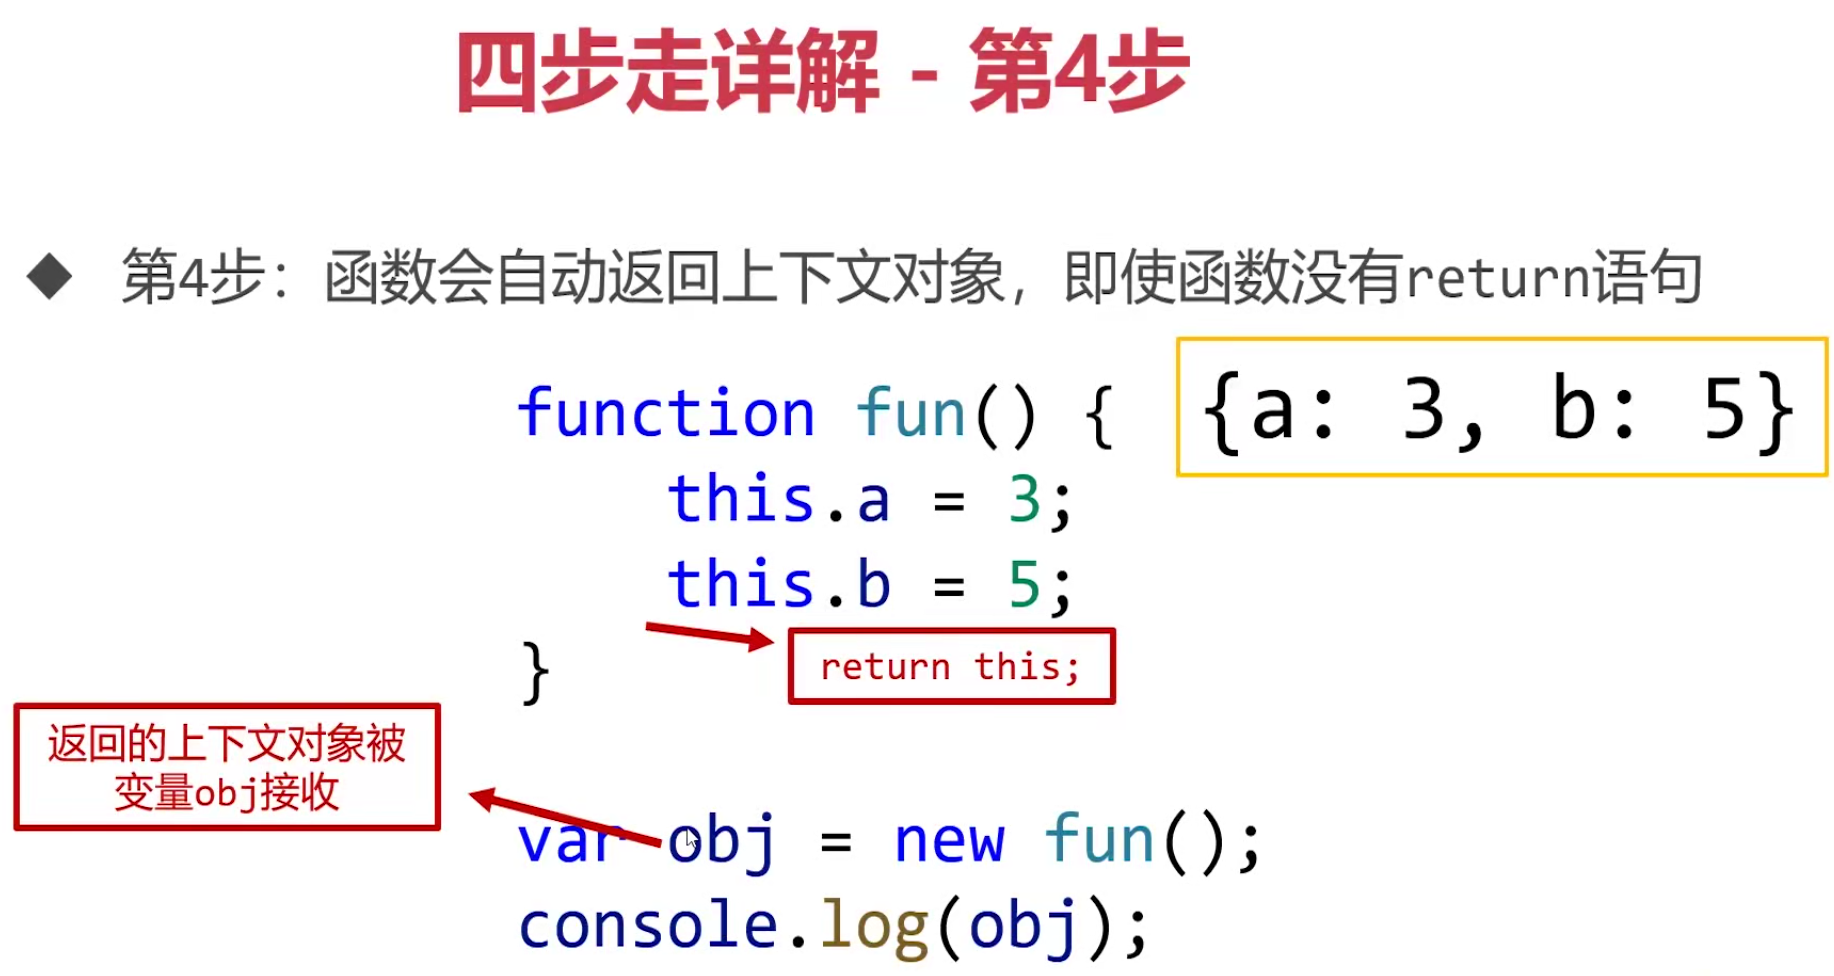 四步走详解 - 第4步
◆ 第4步：函数会自动返回上下文对象，即使函数没有return语句
function fun() {
{a: 3, b: 5}
this.a = 3;
this.b = 5;
return this;
}
返回的上下文对象被
变量obj接收
var obj = new fun();
console.log(obj);